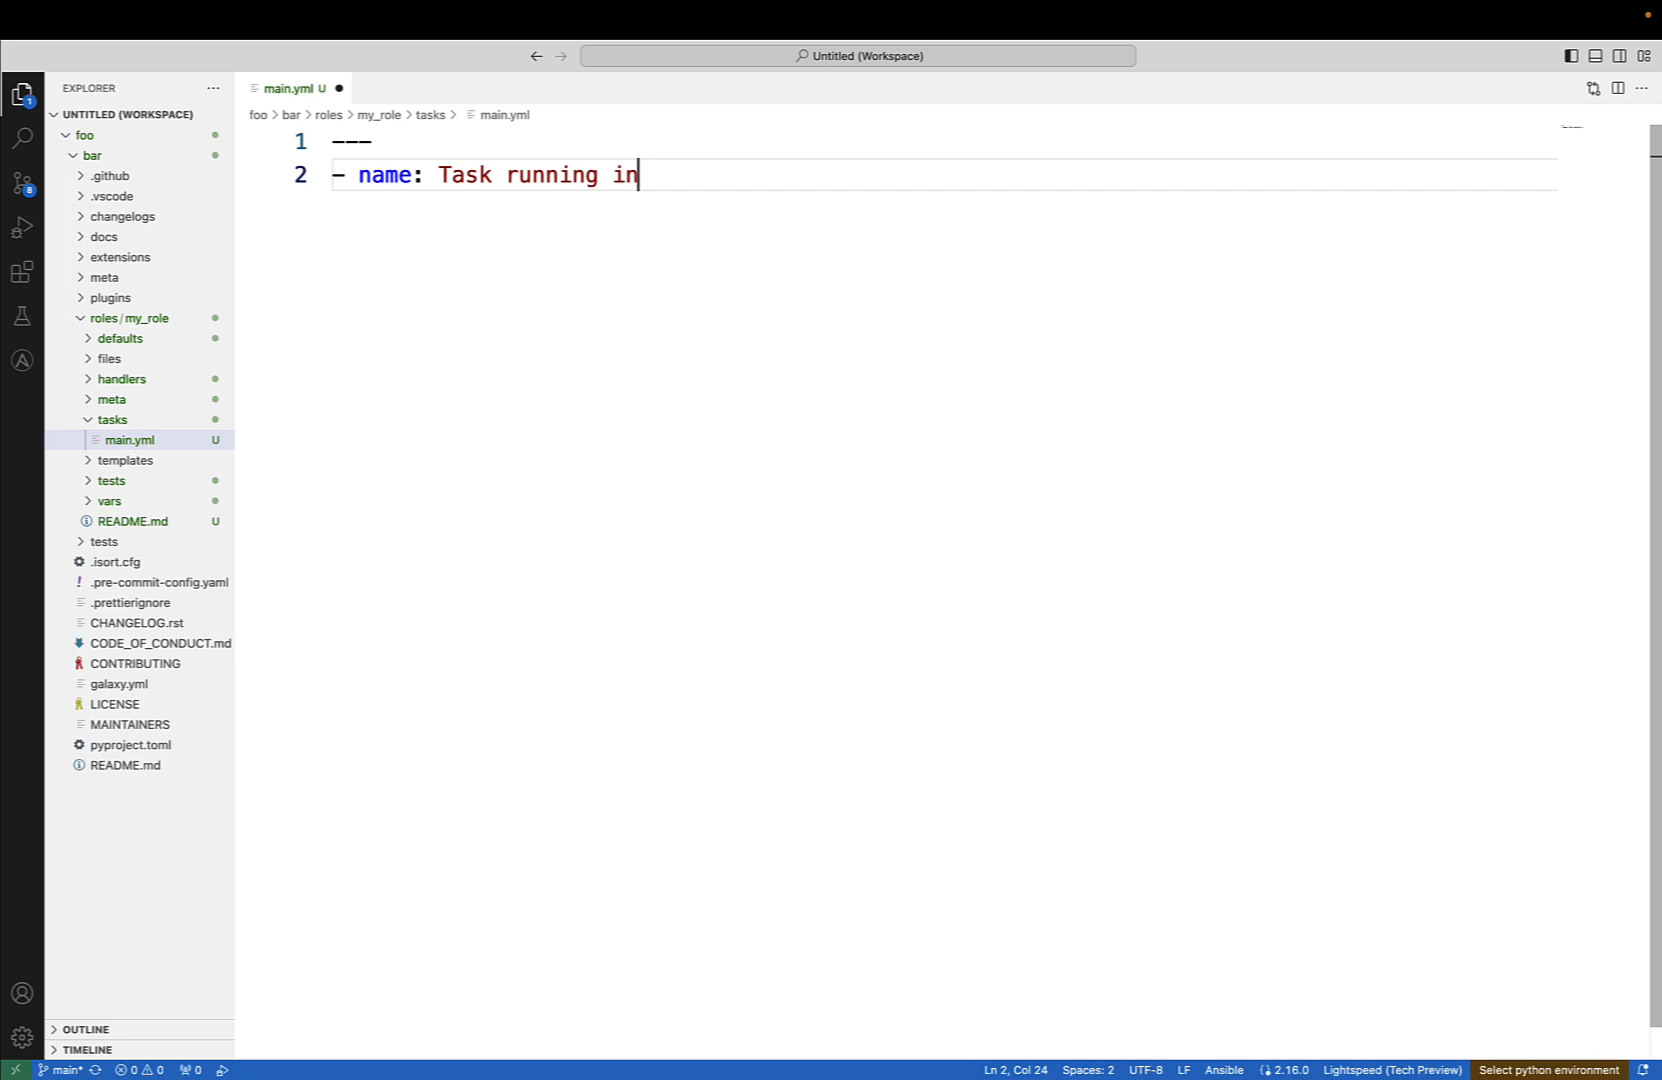 Untitled (Workspace)
EXPLORER
main.yml U
UNTITLED (WORKSPACE)
foo > bar > roles > my_role > tasks > main.yml
foo
bar
.github
.vscode
changelogs
docs
extensions
meta
plugins
roles/my_role
defaults
files
handlers
meta
tasks
main.yml U
templates
tests
vars
README.md U
tests
.isort.cfg
.pre-commit-config.yaml
.prettierignore
CHANGELOG.rst
CODE_OF_CONDUCT.md
CONTRIBUTING
galaxy.yml
LICENSE
MAINTAINERS
pyproject.toml
README.md
OUTLINE
TIMELINE
1 ---
2 - name: Task running in
1
8
main* 0 0 0 Ln 2, Col 24 Spaces: 2 UTF-8 LF Ansible 2.16.0 Lightspeed (Tech Preview) Select python environment